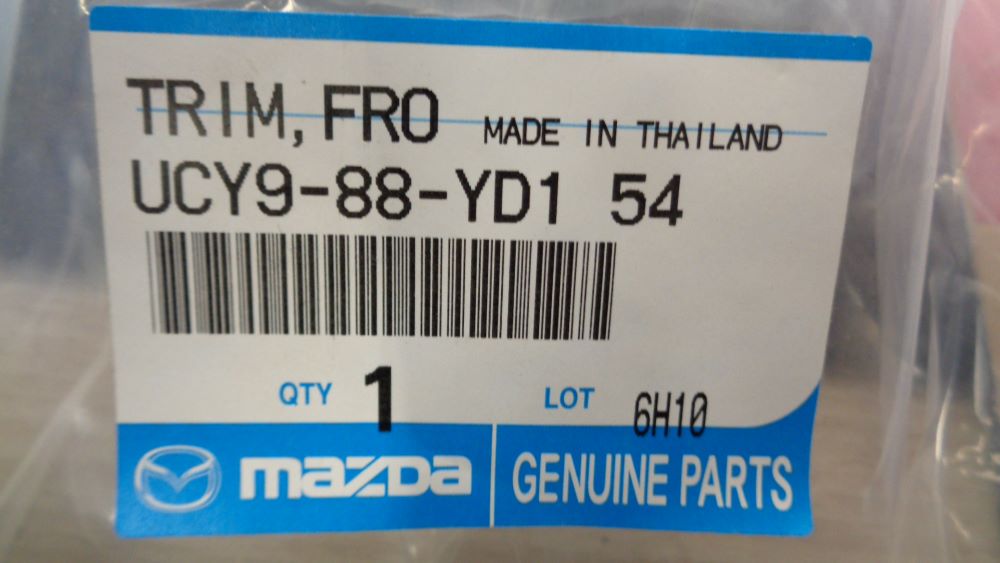 TRIM, FRO MADE IN THAILAND
UCY9-88-YD1 54
QTY 1 LOT 6H10
mazda GENUINE PARTS